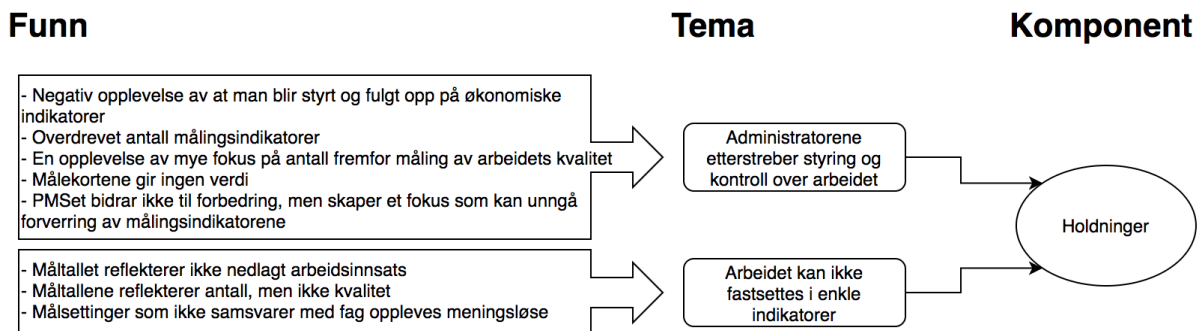 Funn
Tema
Komponent
- Negativ opplevelse av at man blir styrt og fulgt opp på økonomiske
indikatorer
- Overdrevet antall målingsindikatorer
- En opplevelse av mye fokus på antall fremfor måling av arbeidets kvalitet
- Målekortene gir ingen verdi
- PMSet bidrar ikke til forbedring, men skaper et fokus som kan unngå
forverring av målingsindikatorene
Administratorene
etterstreber styring og
kontroll over arbeidet
Holdninger
- Måltallet reflekterer ikke nedlagt arbeidsinnsats
- Måltallene reflekterer antall, men ikke kvalitet
- Målsettinger som ikke samsvarer med fag oppleves meningsløse
Arbeidet kan ikke
fastsettes i enkle
indikatorer